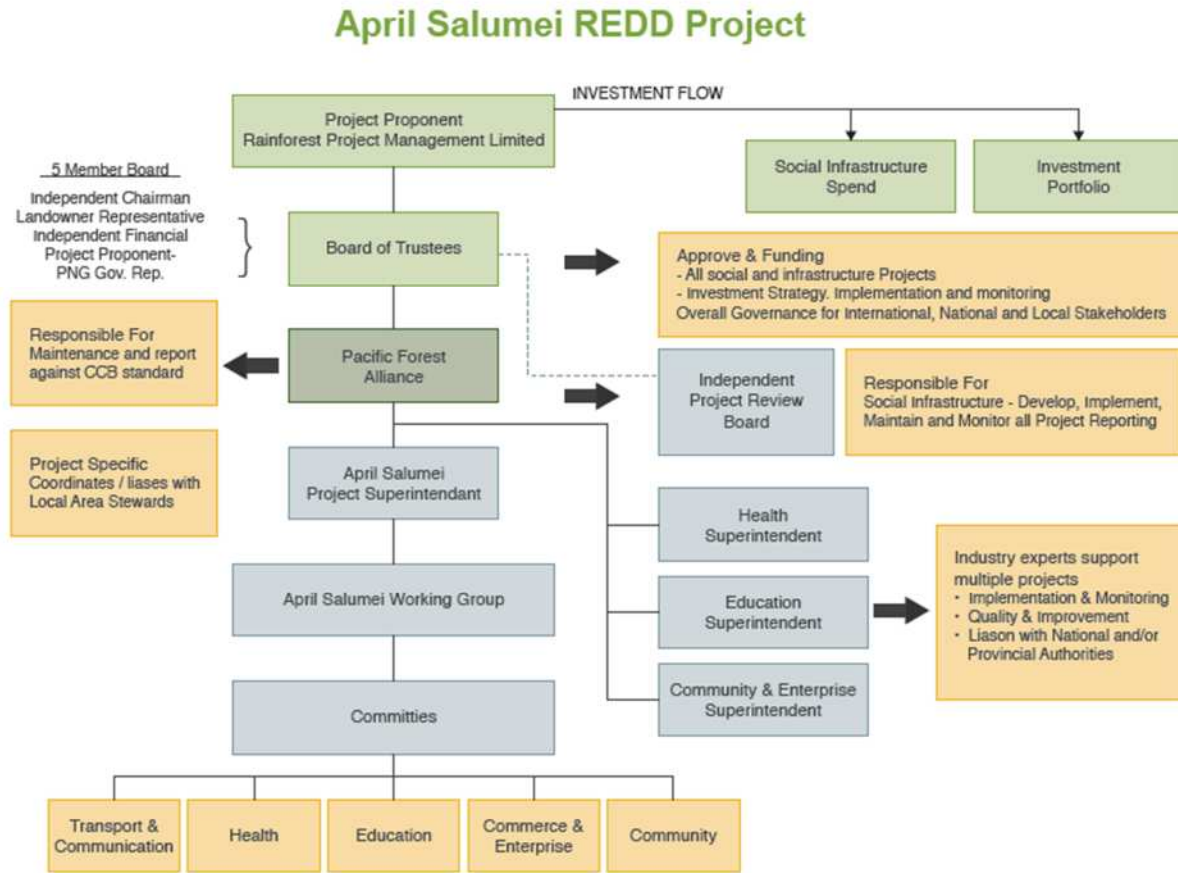 April Salumei REDD Project
INVESTMENT FLOW
Project Proponent
Rainforest Project Management Limited
Social Infrastructure
Spend
Investment
Portfolio
5 Member Board
Independent Chairman
Landowner Representative
Independent Financial
Project Proponent-
PNG Gov. Rep.
Board of Trustees
Approve & Funding
- All social and infrastructure Projects
- Investment Strategy. Implementation and monitoring
Overall Governance for International, National and Local Stakeholders
Responsible For
Maintenance and report
against CCB standard
Pacific Forest
Alliance
Independent
Project Review
Board
Responsible For
Social Infrastructure - Develop, Implement,
Maintain and Monitor all Project Reporting
Project Specific
Coordinates / liases with
Local Area Stewards
April Salumei
Project Superintendant
Health
Superintendent
Industry experts support
multiple projects
• Implementation & Monitoring
• Quality & Improvement
• Liason with National and/or
Provincial Authorities
April Salumei Working Group
Education
Superintendent
Committies
Community & Enterprise
Superintendent
Transport &
Communication
Health
Education
Commerce &
Enterprise
Community